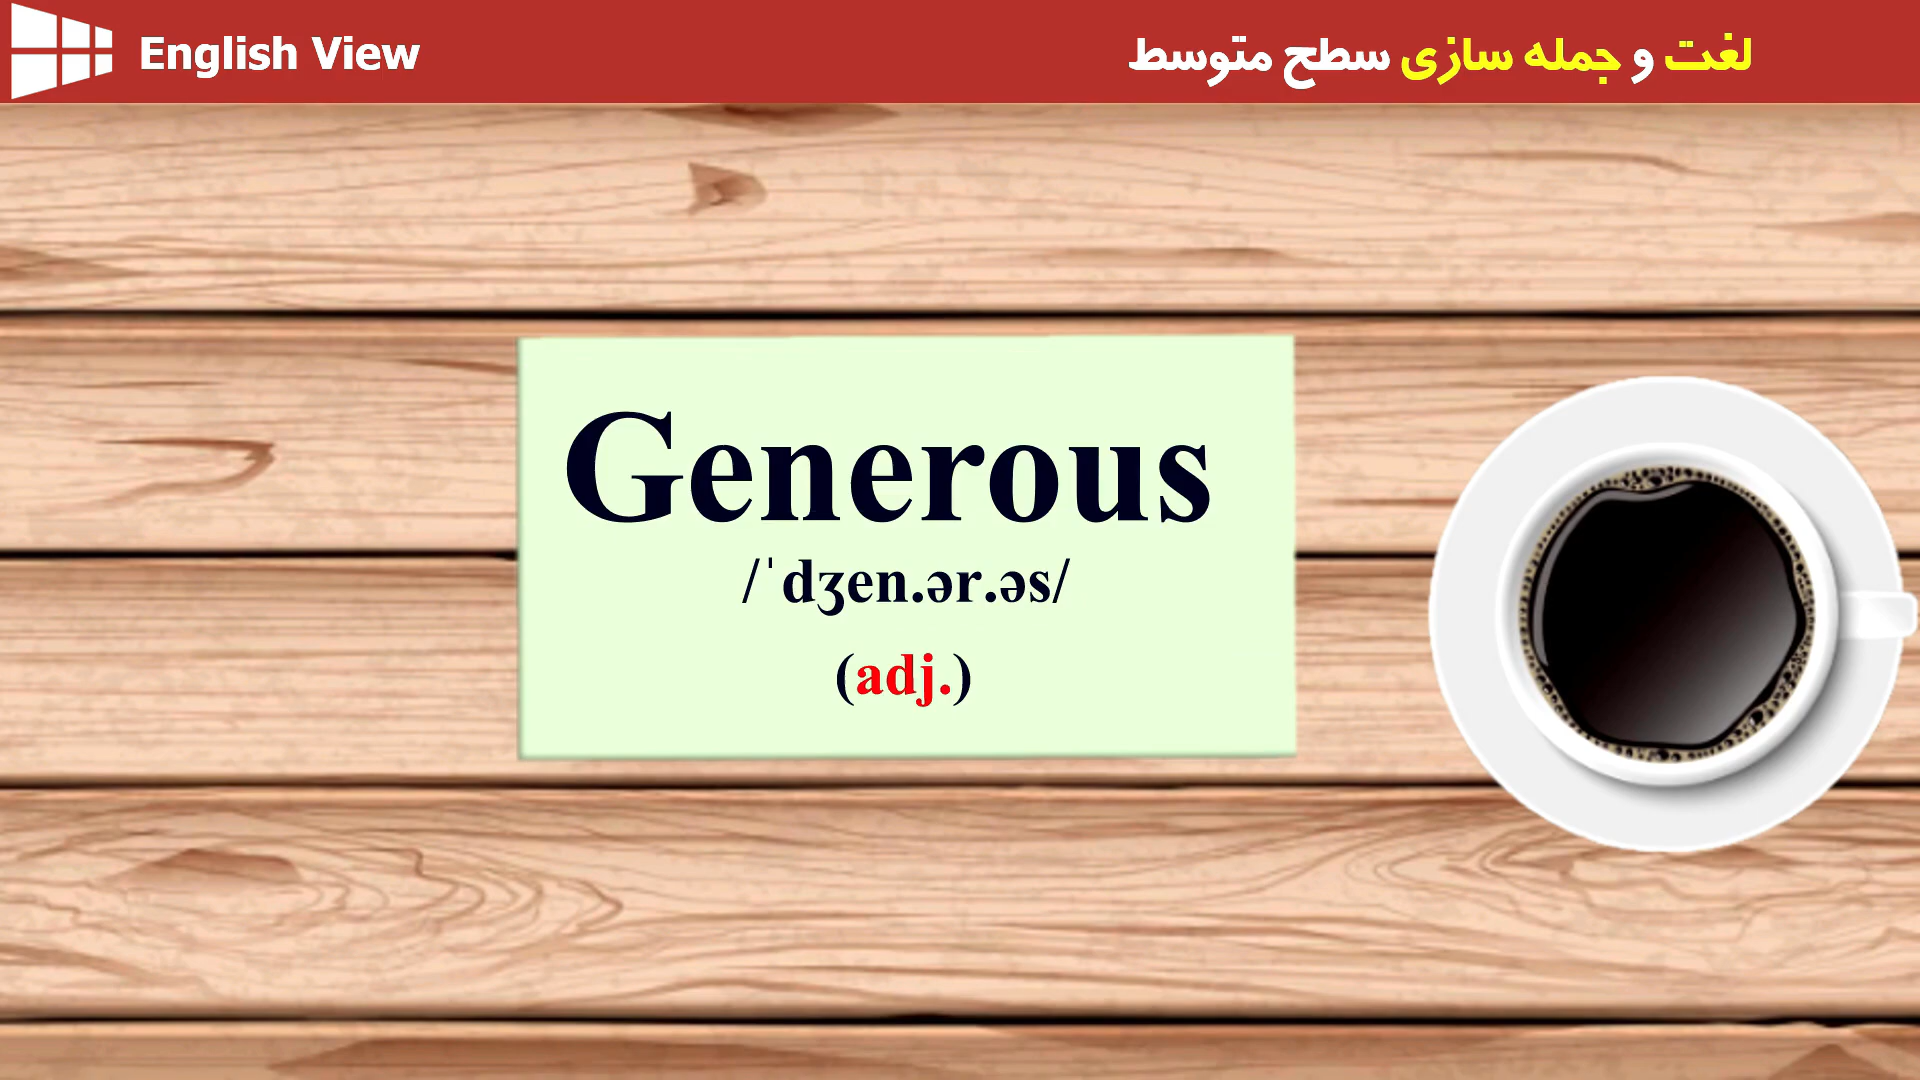 English View
لغت و جمله سازی سطح متوسط
Generous
/ˈdʒen.ər.əs/
(adj.)